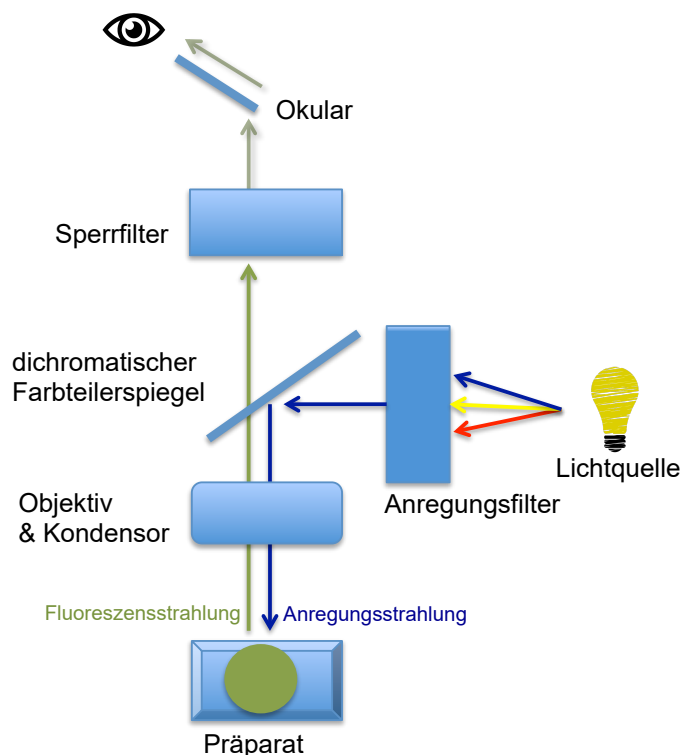 Okular
Sperrfilter
dichromatischer
Farbteilerspiegel
Lichtquelle
Anregungsfilter
Objektiv
& Kondensor
Fluoreszensstrahlung
Anregungsstrahlung
Präparat